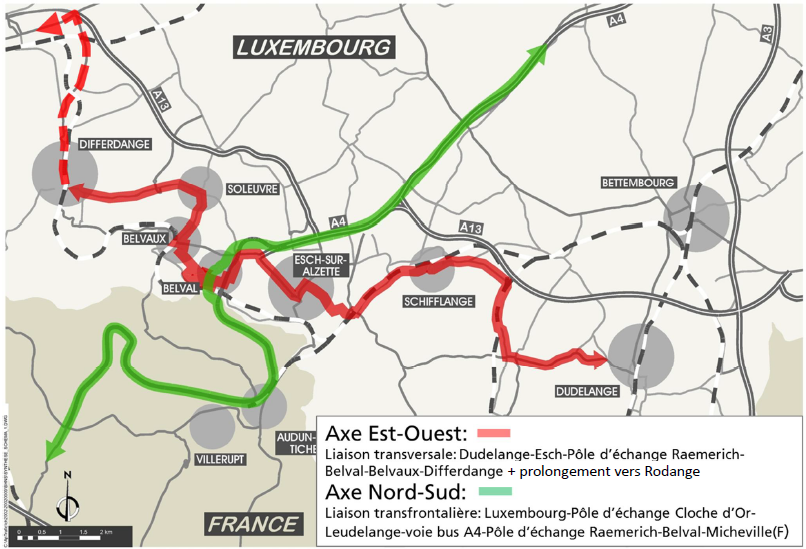 A4
A3
LUXEMBOURG
A13
DIFFERDANGE
SOLEUVRE
BETTEMBOURG
A4
A13
BELVAUX
ESCH-SUR-
ALZETTE
BELVAL
SCHIFFLANGE
DUDELANGE
AUDUN-
TICHE
VILLERUPT
N
0 0.5 1 1.5 2 km
FRANCE
Axe Est-Ouest:
Liaison transversale: Dudelange-Esch-Pôle d'échange Raemerich-
Belval-Belvaux-Differdange + prolongement vers Rodange
Axe Nord-Sud:
Liaison transfrontalière: Luxembourg-Pôle d'échange Cloche d'Or-
Leudelange-voie bus A4-Pôle d'échange Raemerich-Belval-Micheville(F)